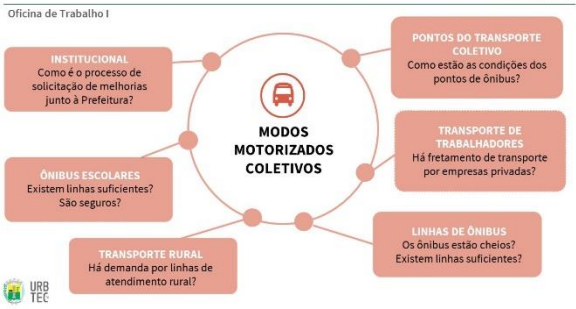 Oficina de Trabalho I
INSTITUCIONAL
Como é o processo de
solicitação de melhorias
junto à Prefeitura?
ÔNIBUS ESCOLARES
Existem linhas suficientes?
São seguros?
TRANSPORTE RURAL
Há demanda por linhas de
atendimento rural?
MODOS
MOTORIZADOS
COLETIVOS
PONTOS DO TRANSPORTE
COLETIVO
Como estão as condições dos
pontos de ônibus?
TRANSPORTE DE
TRABALHADORES
Há fretamento de transporte
por empresas privadas?
LINHAS DE ÔNIBUS
Os ônibus estão cheios?
Existem linhas suficientes?
URB
TEC